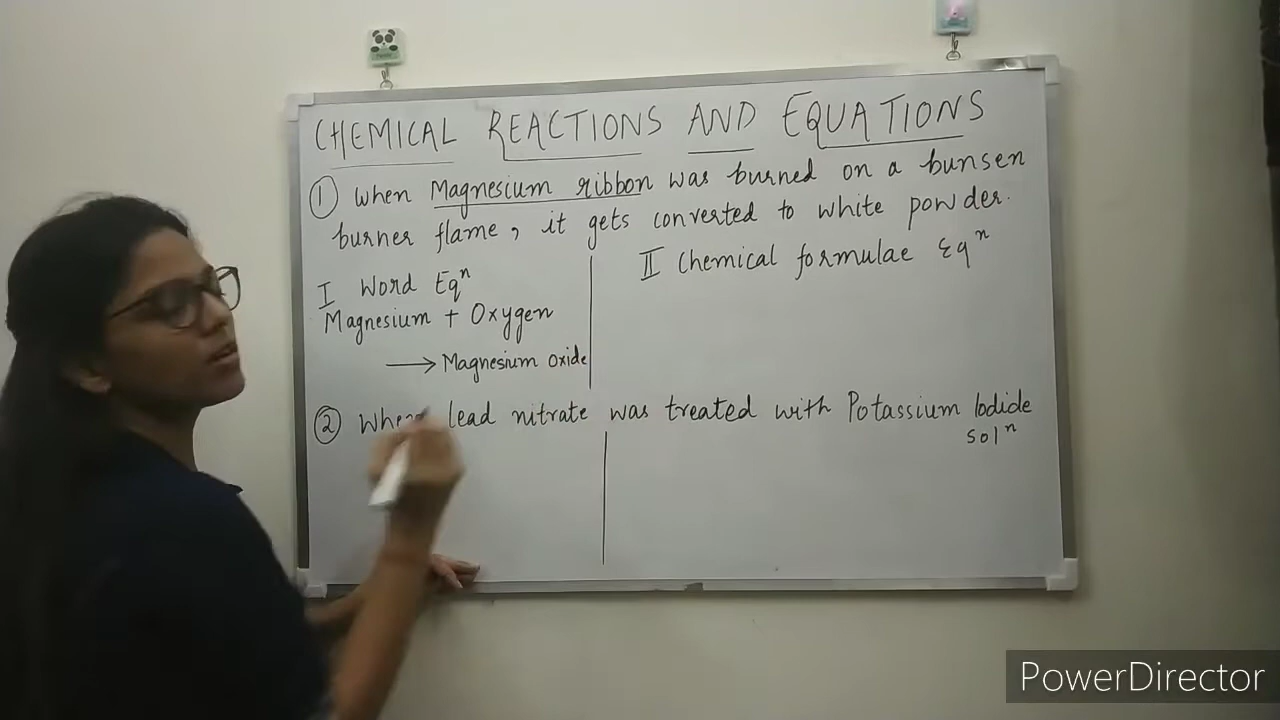 CHEMICAL REACTIONS AND EQUATIONS
① When Magnesium ribbon was burned on a bunsen
burner flame, it gets converted to white powder.
I Word Eqⁿ
Magnesium + Oxygen
⟶ Magnesium oxide
II Chemical formulae Eqⁿ
② When lead nitrate was treated with Potassium Iodide
solⁿ
PowerDirector